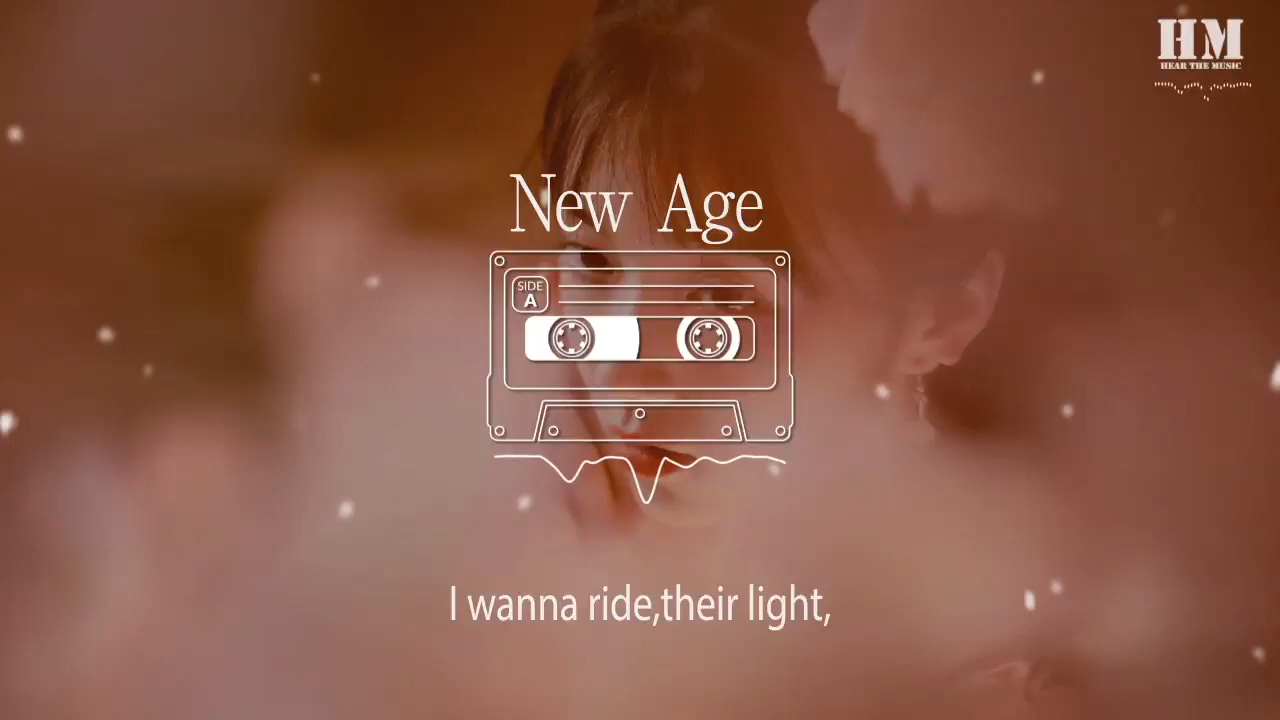 HM
HEAR THE MUSIC
New Age
SIDE
A
I wanna ride,their light,